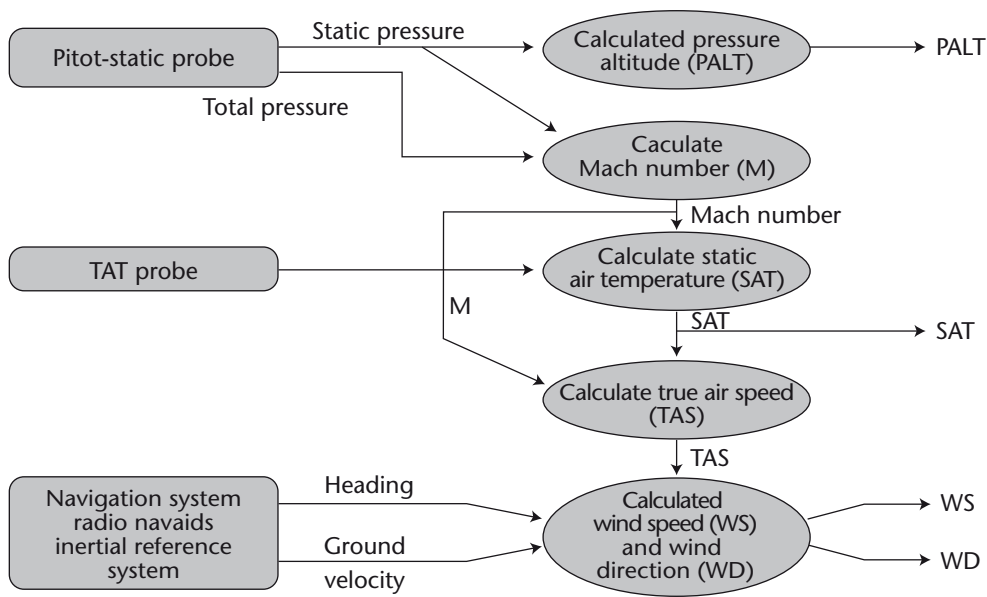 Pitot-static probe
Static pressure
Total pressure
Calculated pressure
altitude (PALT)
PALT
Caculate
Mach number (M)
Mach number
TAT probe
Calculate static
air temperature (SAT)
M
SAT
SAT
Calculate true air speed
(TAS)
TAS
Navigation system
radio navaids
inertial reference
system
Heading
Ground
velocity
Calculated
wind speed (WS)
and wind
direction (WD)
WS
WD